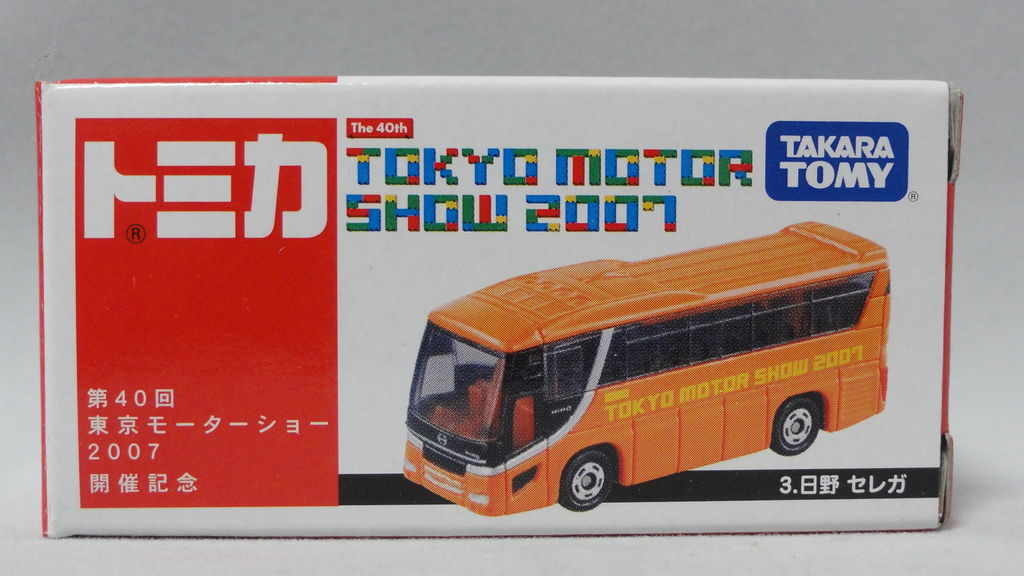 トミカ
®
The 40th
TOKYO MOTOR
SHOW 2007
TAKARA
TOMY
®
TOKYO MOTOR SHOW 2007
第40回
東京モーターショー
2007
開催記念
3.日野 セレガ